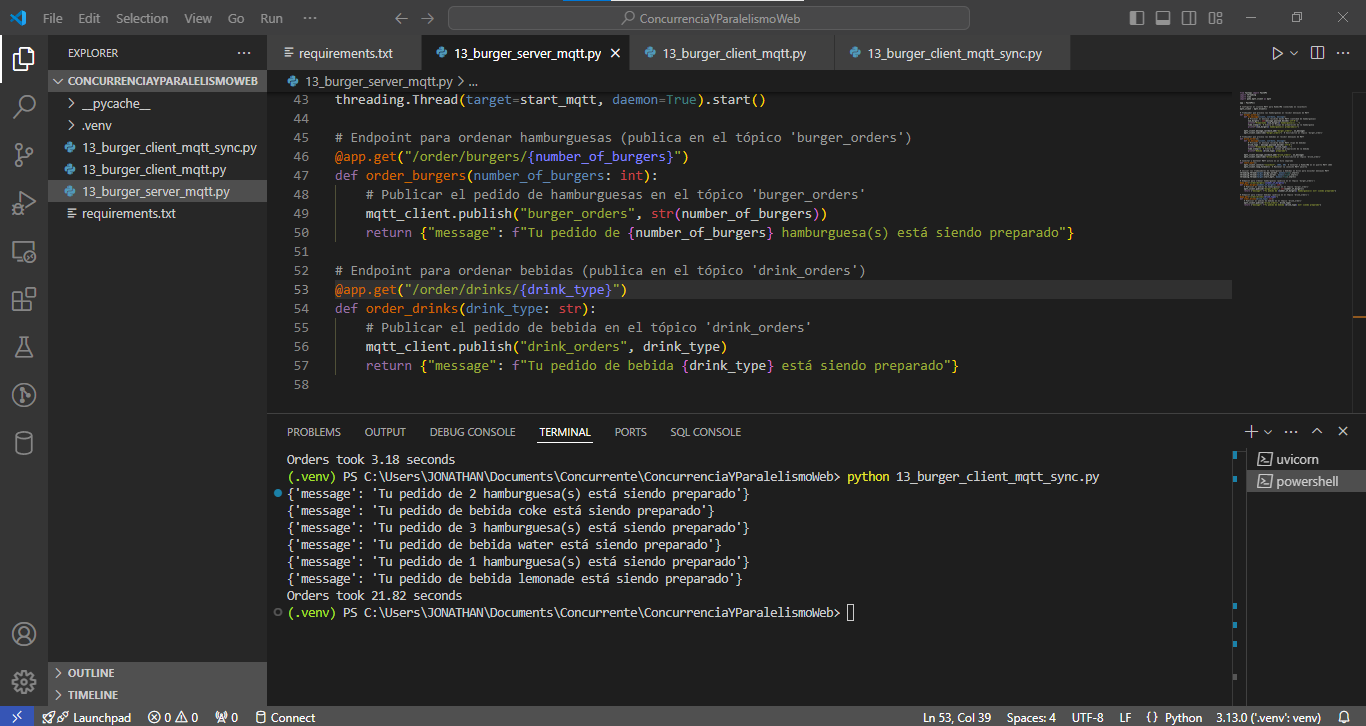 File Edit Selection View Go Run ··· ConcurrenciaYParalelismoWeb
EXPLORER ···
requirements.txt 13_burger_server_mqtt.py 13_burger_client_mqtt.py 13_burger_client_mqtt_sync.py
CONCURRENCIAYPARALELISMOWEB
__pycache__
.venv
13_burger_client_mqtt_sync.py
13_burger_client_mqtt.py
13_burger_server_mqtt.py
requirements.txt
OUTLINE
TIMELINE
13_burger_server_mqtt.py > ...
43 threading.Thread(target=start_mqtt, daemon=True).start()
44
45 # Endpoint para ordenar hamburguesas (publica en el tópico 'burger_orders')
46 @app.get("/order/burgers/{number_of_burgers}")
47 def order_burgers(number_of_burgers: int):
48 # Publicar el pedido de hamburguesas en el tópico 'burger_orders'
49 mqtt_client.publish("burger_orders", str(number_of_burgers))
50 return {"message": f"Tu pedido de {number_of_burgers} hamburguesa(s) está siendo preparado"}
51
52 # Endpoint para ordenar bebidas (publica en el tópico 'drink_orders')
53 @app.get("/order/drinks/{drink_type}")
54 def order_drinks(drink_type: str):
55 # Publicar el pedido de bebida en el tópico 'drink_orders'
56 mqtt_client.publish("drink_orders", drink_type)
57 return {"message": f"Tu pedido de bebida {drink_type} está siendo preparado"}
58
PROBLEMS OUTPUT DEBUG CONSOLE TERMINAL PORTS SQL CONSOLE
Orders took 3.18 seconds
(.venv) PS C:\Users\JONATHAN\Documents\Concurrente\ConcurrenciaYParalelismoWeb> python 13_burger_client_mqtt_sync.py
{'message': 'Tu pedido de 2 hamburguesa(s) está siendo preparado'}
{'message': 'Tu pedido de bebida coke está siendo preparado'}
{'message': 'Tu pedido de 3 hamburguesa(s) está siendo preparado'}
{'message': 'Tu pedido de bebida water está siendo preparado'}
{'message': 'Tu pedido de 1 hamburguesa(s) está siendo preparado'}
{'message': 'Tu pedido de bebida lemonade está siendo preparado'}
Orders took 21.82 seconds
(.venv) PS C:\Users\JONATHAN\Documents\Concurrente\ConcurrenciaYParalelismoWeb>
uvicorn
powershell
Launchpad 0 0 0 Connect Ln 53, Col 39 Spaces: 4 UTF-8 LF {} Python 3.13.0 ('.venv': venv)